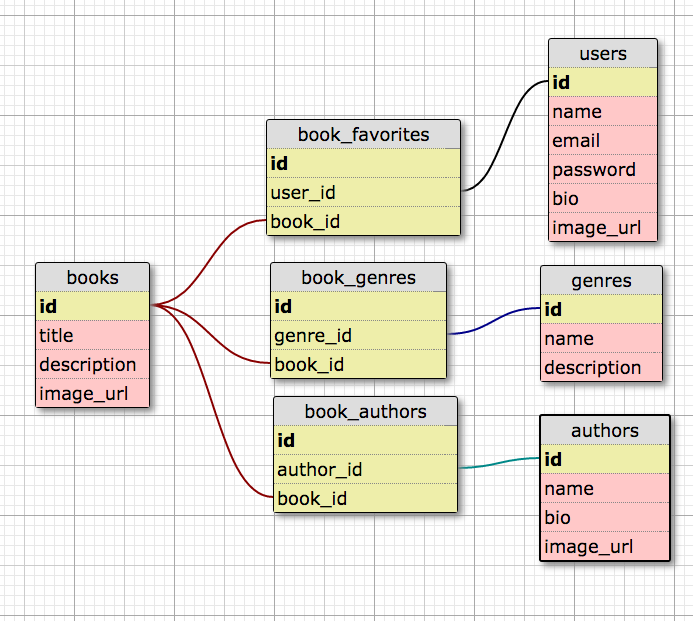 users
id
name
email
password
bio
image_url
book_favorites
id
user_id
book_id
books
id
title
description
image_url
book_genres
id
genre_id
book_id
genres
id
name
description
book_authors
id
author_id
book_id
authors
id
name
bio
image_url